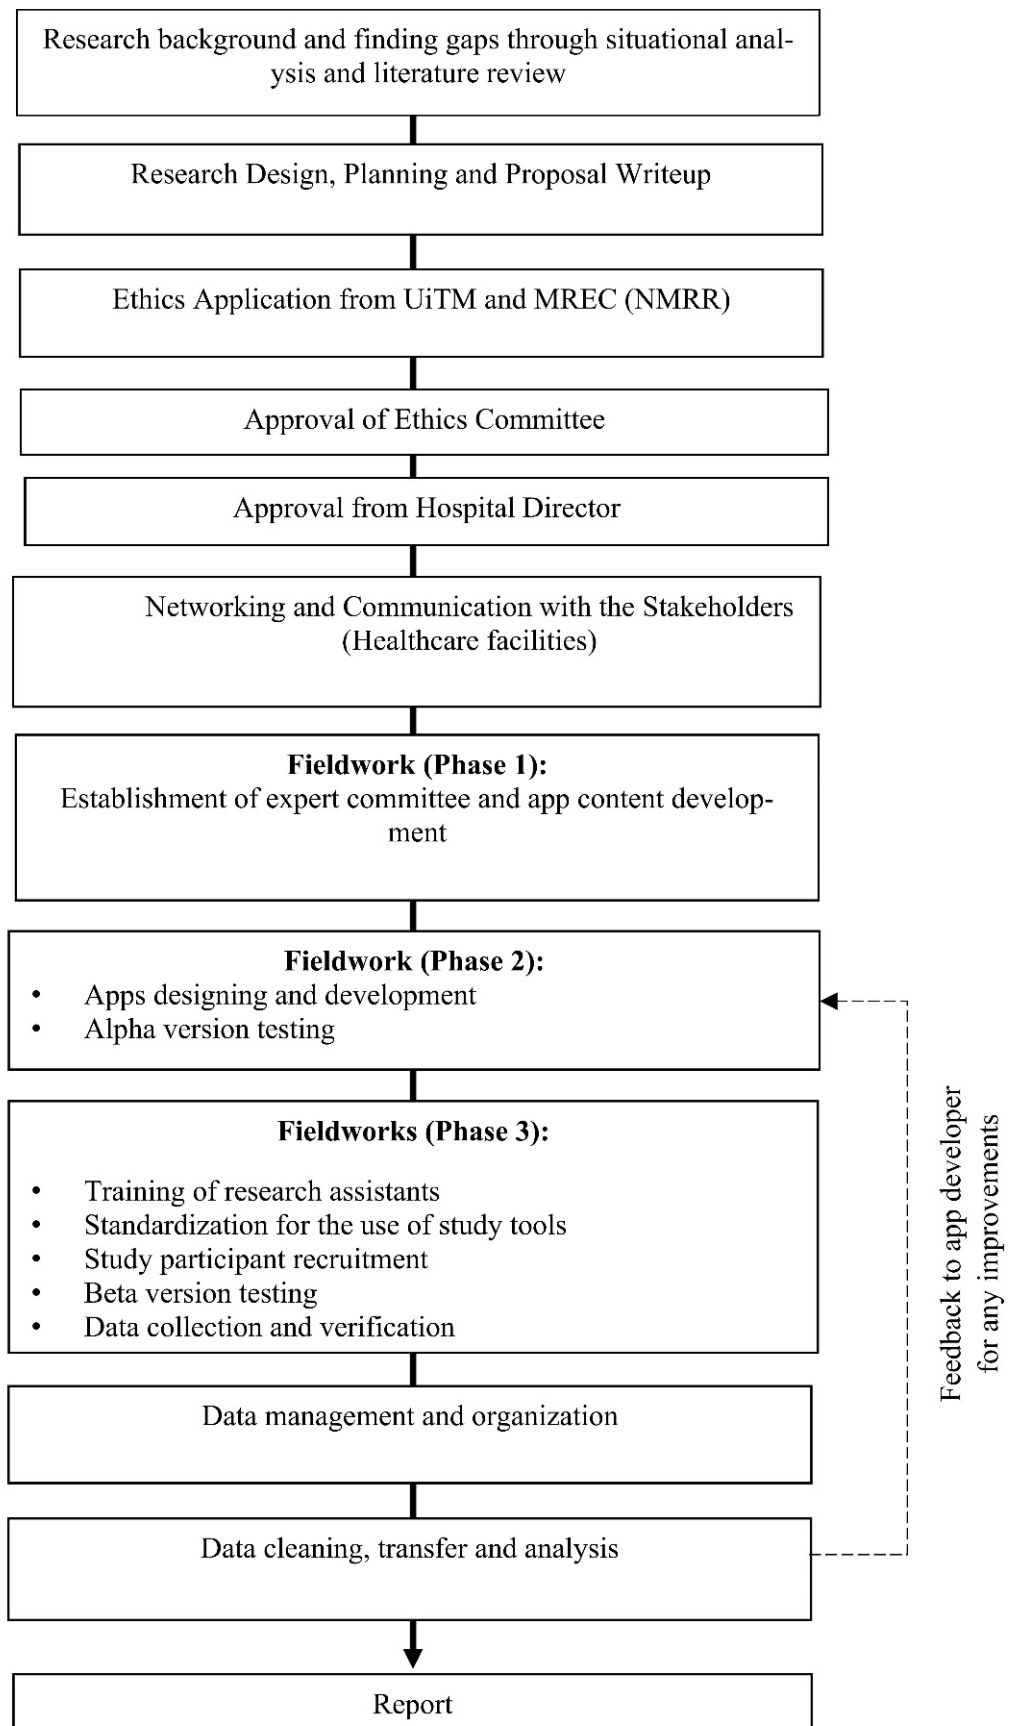 Research background and finding gaps through situational anal-
ysis and literature review
Research Design, Planning and Proposal Writeup
Ethics Application from UiTM and MREC (NMRR)
Approval of Ethics Committee
Approval from Hospital Director
Networking and Communication with the Stakeholders
(Healthcare facilities)
Fieldwork (Phase 1):
Establishment of expert committee and app content develop-
ment
Fieldwork (Phase 2):
• Apps designing and development
• Alpha version testing
Fieldworks (Phase 3):
• Training of research assistants
• Standardization for the use of study tools
• Study participant recruitment
• Beta version testing
• Data collection and verification
Data management and organization
Data cleaning, transfer and analysis
Report
Feedback to app developer
for any improvements